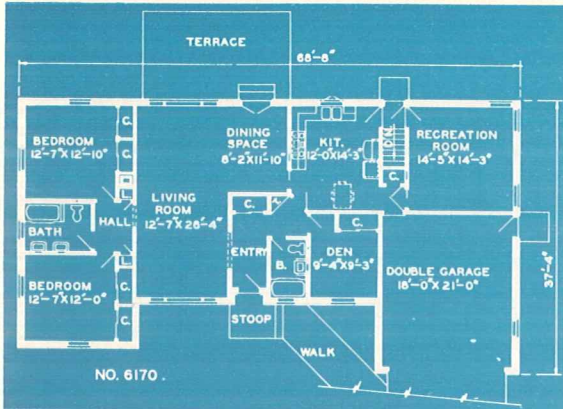 TERRACE
68'-8"
BEDROOM
12'-7"X12'-10"
C.
C.
DINING
SPACE
8'-2"X11'-10"
KIT.
12'-0"X14'-3"
DN.
C.
RECREATION
ROOM
14'-5"X14'-3"
LIVING
ROOM
12'-7"X26'-4"
HALL
BATH
L.
C.
ENTRY
C.
B.
DEN
9'-4"X9'-3"
DOUBLE GARAGE
18'-0"X21'-0"
37'-4"
BEDROOM
12'-7"X12'-0"
C.
C.
STOOP
WALK
NO. 6170.